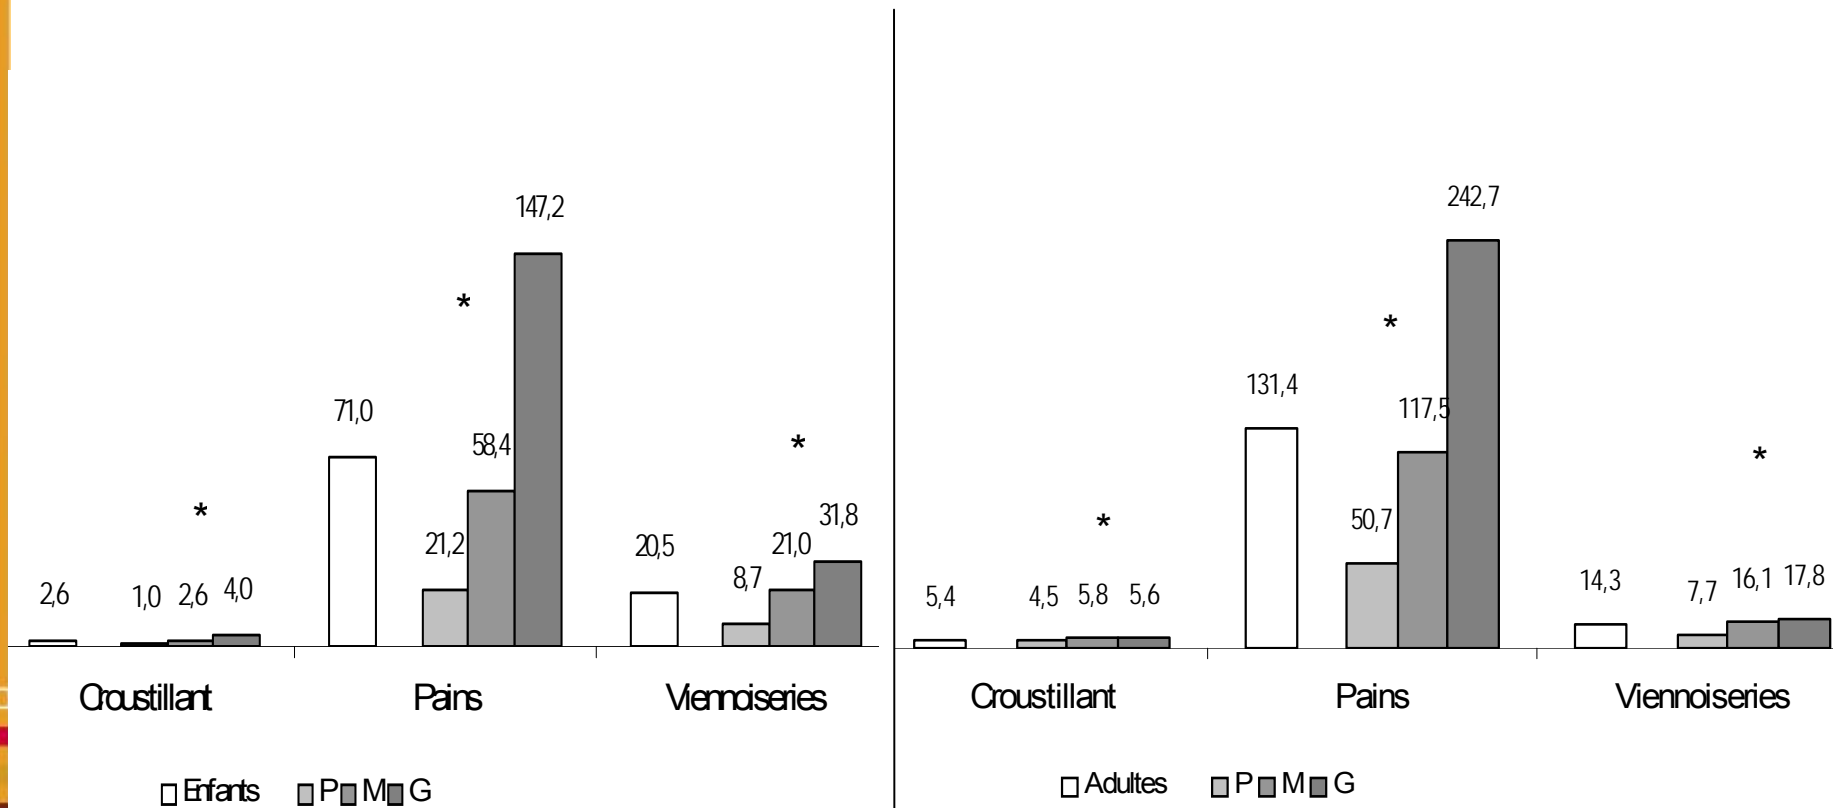 147,2
*
71,0
58,4
*
21,2
31,8
*
20,5
21,0
8,7
2,6
1,0
2,6
4,0
Croustillant
Pains
Viennoiseries
Enfants
P
M
G
242,7
*
131,4
117,5
*
50,7
*
5,4
4,5
5,8
5,6
14,3
7,7
16,1
17,8
Croustillant
Pains
Viennoiseries
Adultes
P
M
G